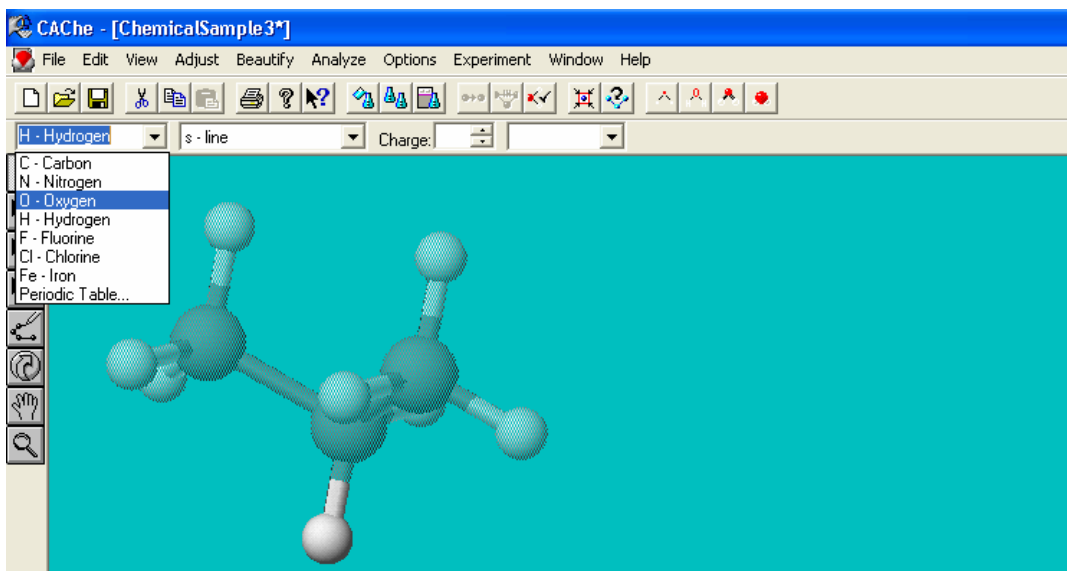 CAChe - [ChemicalSample3*]
File Edit View Adjust Beautify Analyze Options Experiment Window Help
H - Hydrogen s - line Charge:
C - Carbon
N - Nitrogen
O - Oxygen
H - Hydrogen
F - Fluorine
Cl - Chlorine
Fe - Iron
Periodic Table...